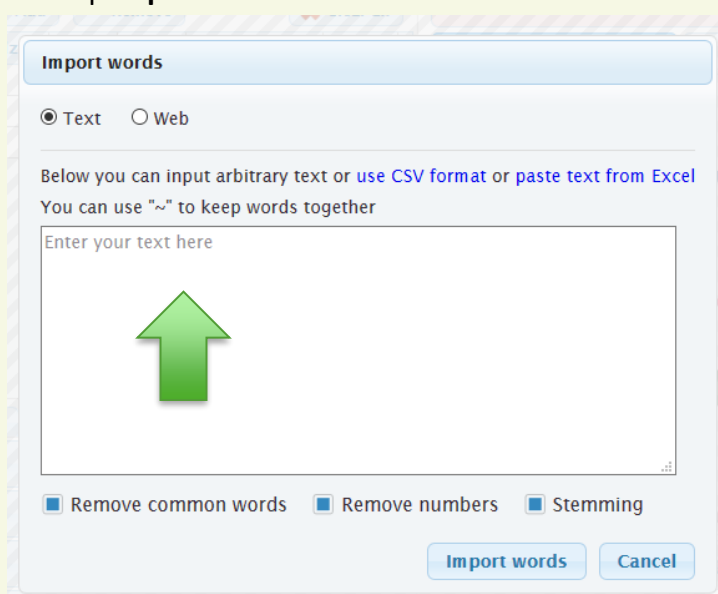 Import words
Text Web
Below you can input arbitrary text or use CSV format or paste text from Excel
You can use "~" to keep words together
Enter your text here
Remove common words Remove numbers Stemming
Import words Cancel